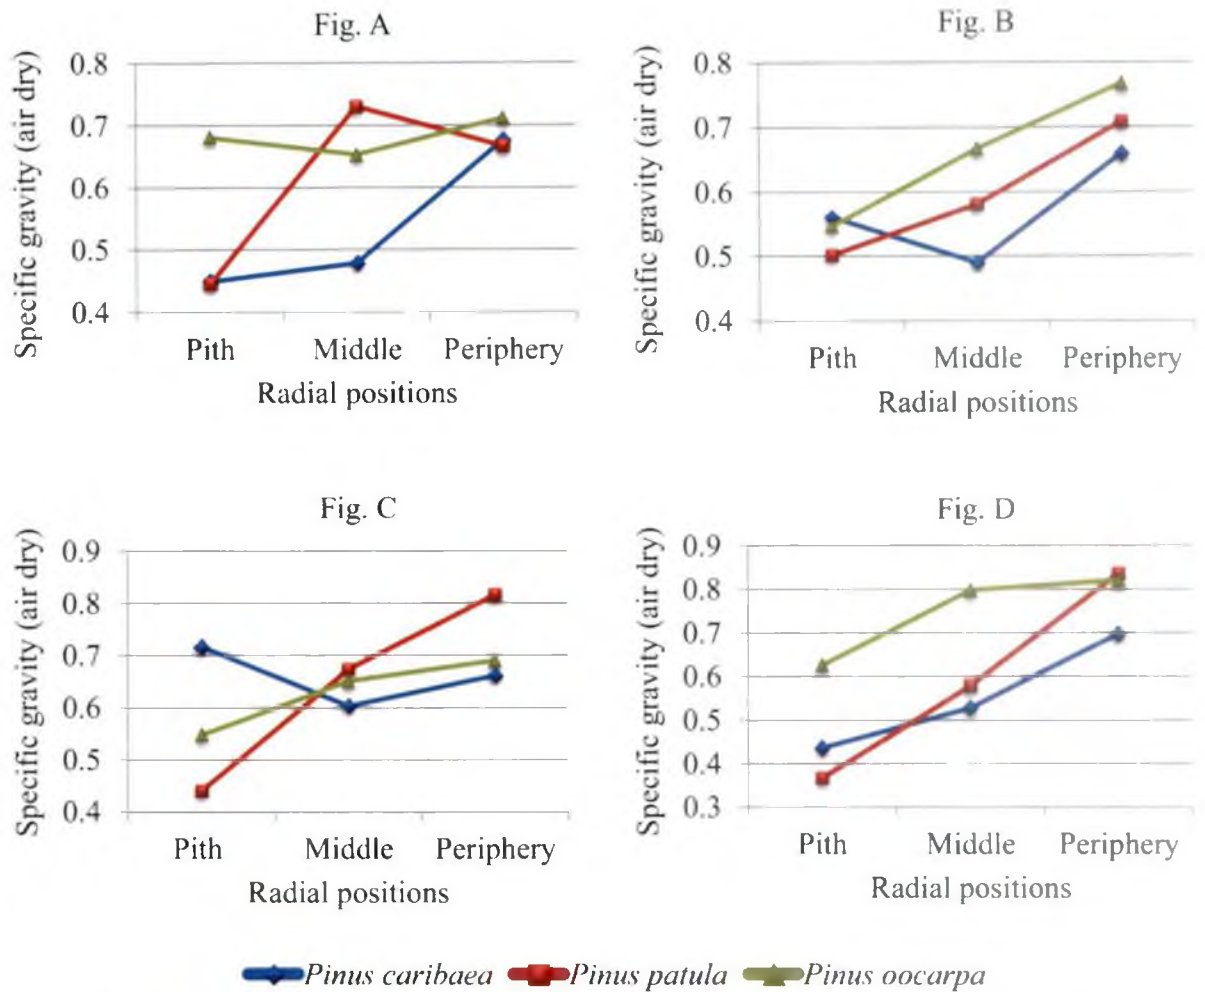 Fig. A
Specific gravity (air dry)
0.8
0.7
0.6
0.5
0.4
Pith Middle Periphery
Radial positions
Fig. B
Specific gravity (air dry)
0.8
0.7
0.6
0.5
0.4
Pith Middle Periphery
Radial positions
Fig. C
Specific gravity (air dry)
0.9
0.8
0.7
0.6
0.5
0.4
Pith Middle Periphery
Radial positions
Fig. D
Specific gravity (air dry)
0.9
0.8
0.7
0.6
0.5
0.4
0.3
Pith Middle Periphery
Radial positions
Pinus caribaea Pinus patula Pinus oocarpa